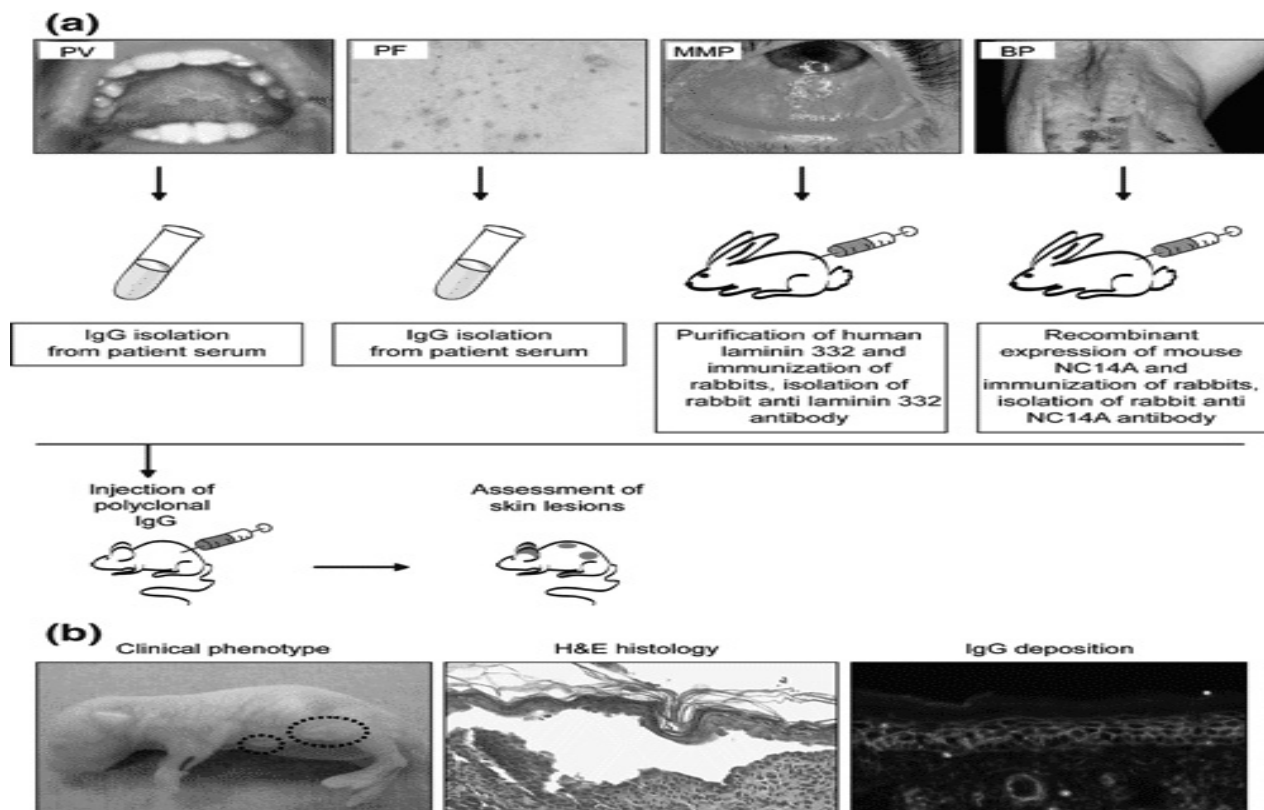 (a)
PV
PF
MMP
BP
IgG isolation
from patient serum
IgG isolation
from patient serum
Purification of human
laminin 332 and
immunization of
rabbits, isolation of
rabbit anti laminin 332
antibody
Recombinant
expression of mouse
NC14A and
immunization of rabbits,
isolation of rabbit anti
NC14A antibody
Injection of
polyclonal
IgG
Assessment of
skin lesions
(b)
Clinical phenotype
H&E histology
IgG deposition